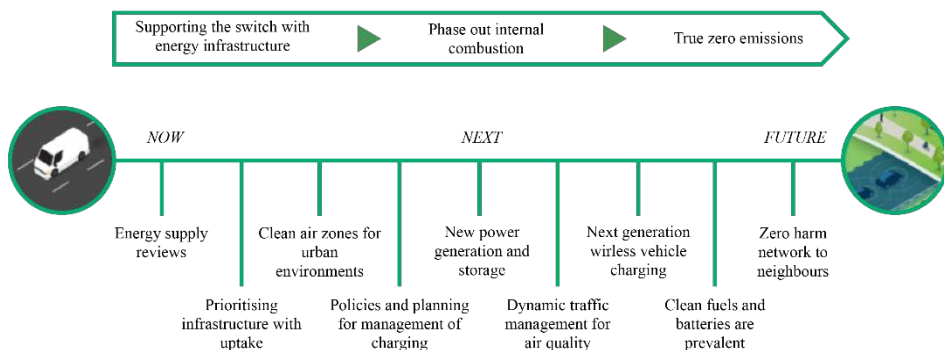 Supporting the switch with
energy infrastructure
Phase out internal
combustion
True zero emissions
NOW
NEXT
FUTURE
Energy supply
reviews
Clean air zones for
urban
environments
New power
generation and
storage
Next generation
wirless vehicle
charging
Zero harm
network to
neighbours
Prioritising
infrastructure with
uptake
Policies and planning
for management of
charging
Dynamic traffic
management for
air quality
Clean fuels and
batteries are
prevalent